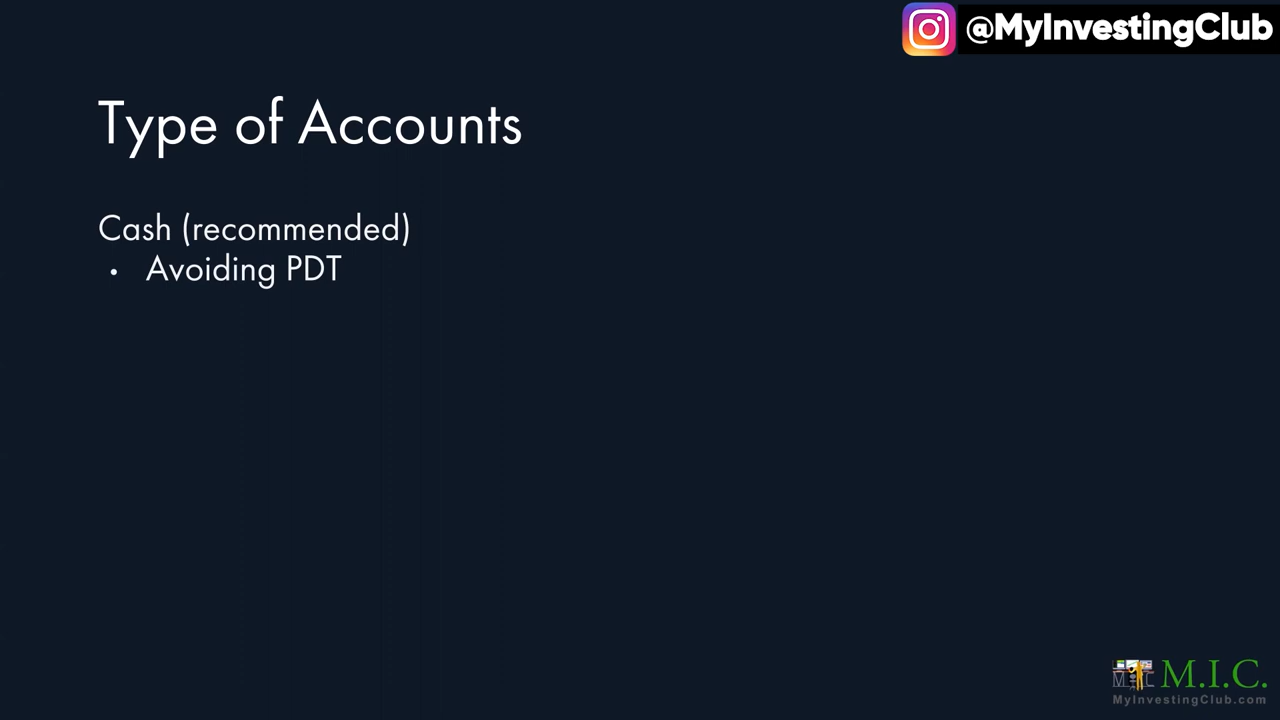 @MyInvestingClub
Type of Accounts
Cash (recommended)
• Avoiding PDT
M.I.C.
MyInvestingClub.com